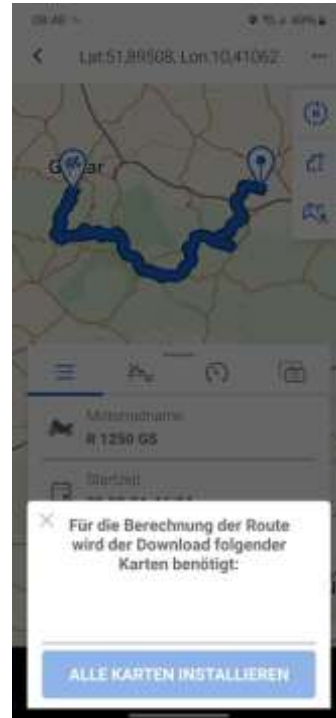 Lat:51,89508, Lon:10,41062
Motorradname
R 1250 GS
Startzeit
Für die Berechnung der Route
wird der Download folgender
Karten benötigt:
ALLE KARTEN INSTALLIEREN